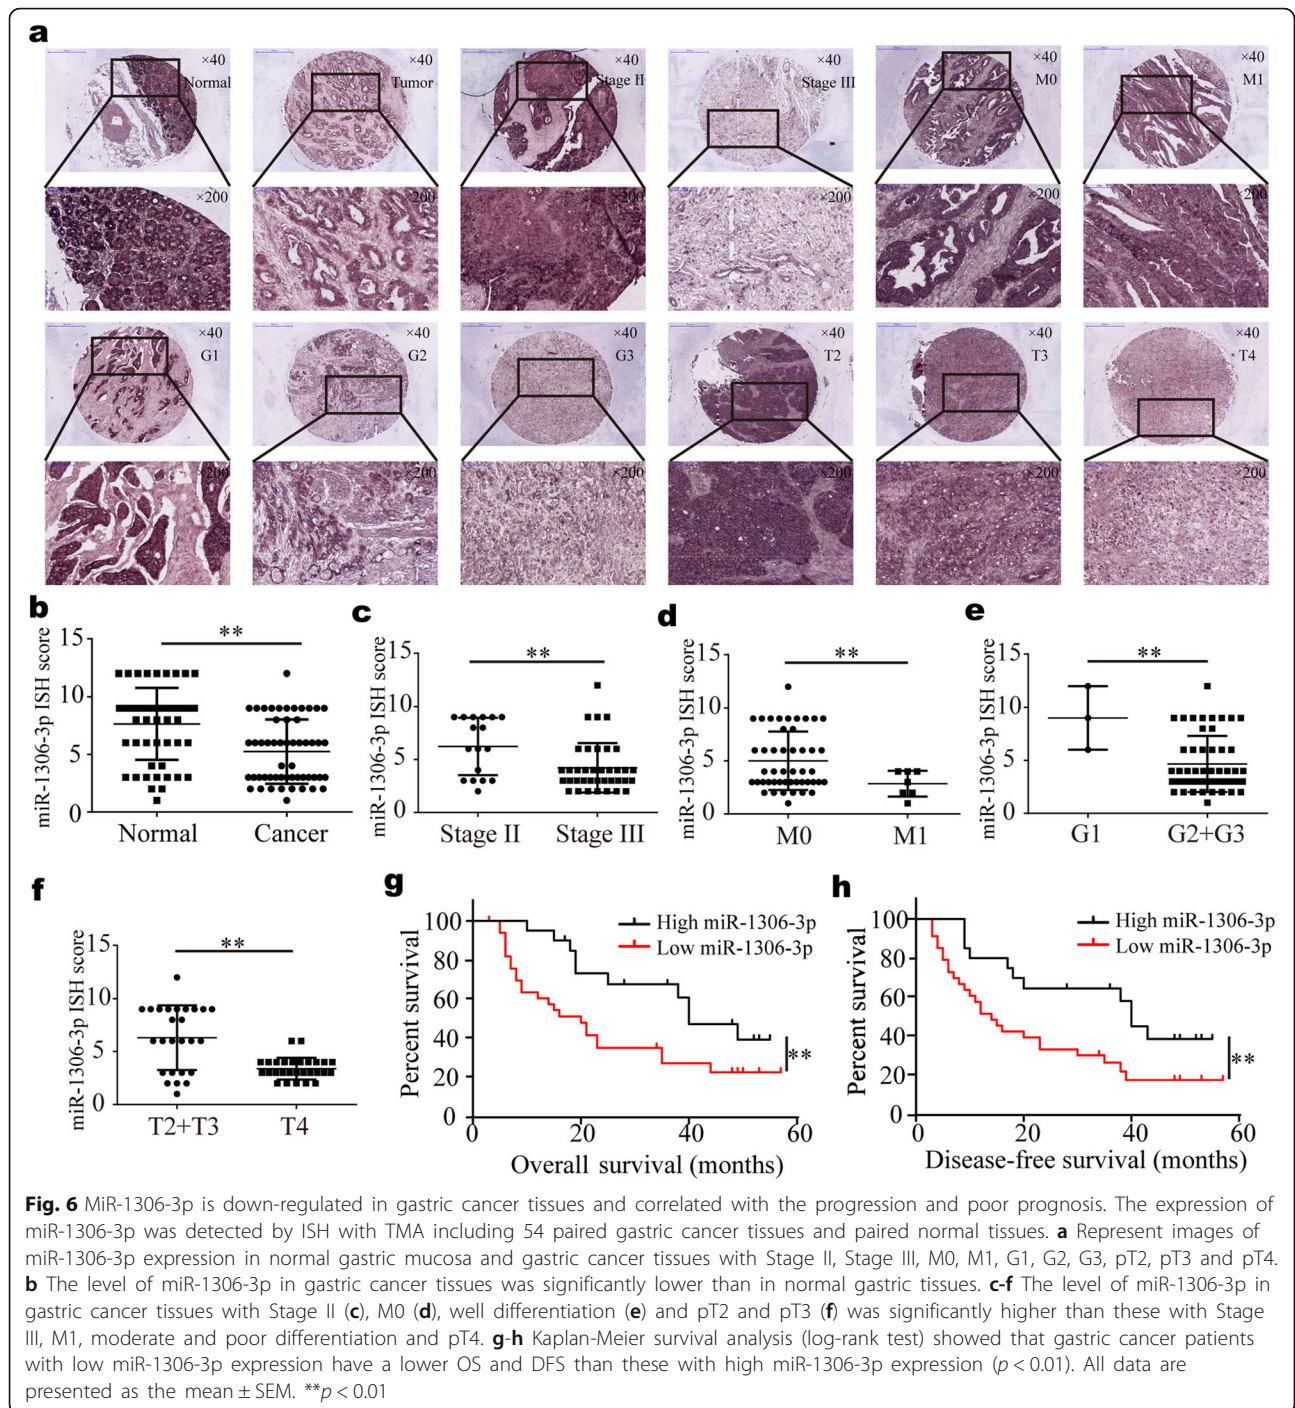 a
×40 ×40 ×40 ×40 ×40 ×40
Normal Tumor Stage II Stage III M0 M1
×200 ×200 ×200 ×200 ×200 ×200
×40 ×40 ×40 ×40 ×40 ×40
G1 G2 G3 T2 T3 T4
×200 ×200 ×200 ×200 ×200 ×200
b
miR-1306-3p ISH score
15
10
5
0
**
Normal Cancer
c
miR-1306-3p ISH score
15
10
5
0
**
Stage II Stage III
d
miR-1306-3p ISH score
15
10
5
0
**
M0 M1
e
miR-1306-3p ISH score
15
10
5
0
**
G1 G2+G3
f
miR-1306-3p ISH score
15
10
5
0
**
T2+T3 T4
g
Percent survival
100
80
60
40
20
0
High miR-1306-3p
Low miR-1306-3p
**
0 20 40 60
Overall survival (months)
h
Percent survival
100
80
60
40
20
0
High miR-1306-3p
Low miR-1306-3p
**
0 20 40 60
Disease-free survival (months)
Fig. 6 MiR-1306-3p is down-regulated in gastric cancer tissues and correlated with the progression and poor prognosis. The expression of
miR-1306-3p was detected by ISH with TMA including 54 paired gastric cancer tissues and paired normal tissues. a Represent images of
miR-1306-3p expression in normal gastric mucosa and gastric cancer tissues with Stage II, Stage III, M0, M1, G1, G2, G3, pT2, pT3 and pT4.
b The level of miR-1306-3p in gastric cancer tissues was significantly lower than in normal gastric tissues. c-f The level of miR-1306-3p in
gastric cancer tissues with Stage II (c), M0 (d), well differentiation (e) and pT2 and pT3 (f) was significantly higher than these with Stage
III, M1, moderate and poor differentiation and pT4. g-h Kaplan-Meier survival analysis (log-rank test) showed that gastric cancer patients
with low miR-1306-3p expression have a lower OS and DFS than these with high miR-1306-3p expression (p < 0.01). All data are
presented as the mean ± SEM. **p < 0.01